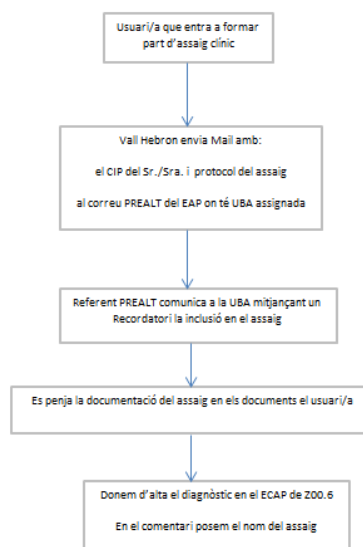 Usuari/a que entra a formar
part d'assaig clínic
Vall Hebron envia Mail amb:
el CIP del Sr./Sra. i protocol del assaig
al correu PREALT del EAP on té UBA assignada
Referent PREALT comunica a la UBA mitjançant un
Recordatori la inclusió en el assaig
Es penja la documentació del assaig en els documents el usuari/a
Donem d'alta el diagnòstic en el ECAP de Z00.6
En el comentari posem el nom del assaig